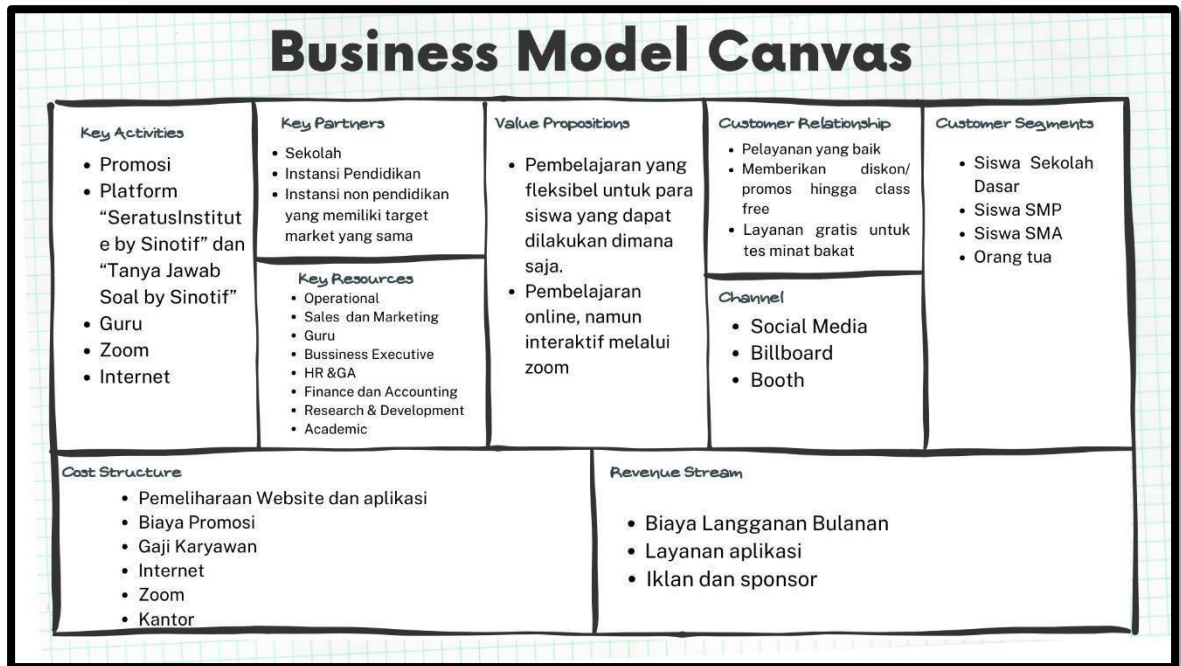 Business Model Canvas
Key Activities
• Promosi
• Platform
“SeratusInstitut
e by Sinotif” dan
“Tanya Jawab
Soal by Sinotif”
• Guru
• Zoom
• Internet
Key Partners
• Sekolah
• Instansi Pendidikan
• Instansi non pendidikan
yang memiliki target
market yang sama
Key Resources
• Operational
• Sales dan Marketing
• Guru
• Bussiness Executive
• HR &GA
• Finance dan Accounting
• Research & Development
• Academic
Value Propositions
• Pembelajaran yang
fleksibel untuk para
siswa yang dapat
dilakukan dimana
saja.
• Pembelajaran
online, namun
interaktif melalui
zoom
Customer Relationship
• Pelayanan yang baik
• Memberikan diskon/
promos hingga class
free
• Layanan gratis untuk
tes minat bakat
Channel
• Social Media
• Billboard
• Booth
Customer Segments
• Siswa Sekolah
Dasar
• Siswa SMP
• Siswa SMA
• Orang tua
Cost Structure
• Pemeliharaan Website dan aplikasi
• Biaya Promosi
• Gaji Karyawan
• Internet
• Zoom
• Kantor
Revenue Stream
• Biaya Langganan Bulanan
• Layanan aplikasi
• Iklan dan sponsor